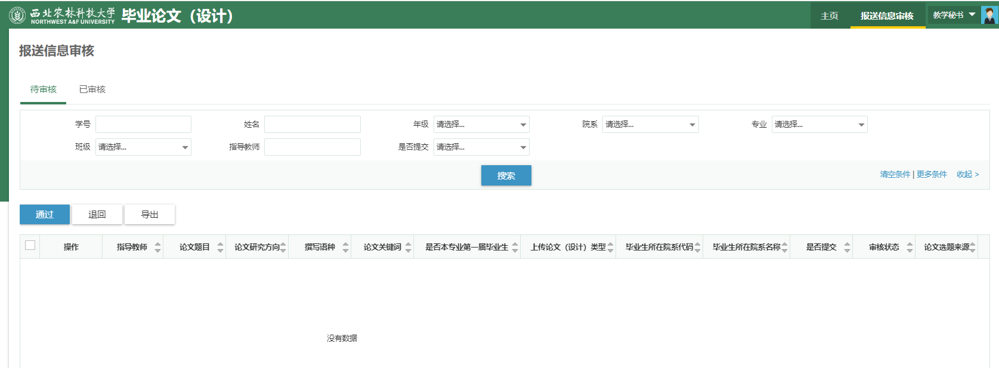 西北农林科技大学 毕业论文（设计）
NORTHWEST A&F UNIVERSITY
主页 报送信息审核 教学秘书
报送信息审核
待审核 已审核
学号 姓名 年级 请选择... 院系 请选择... 专业 请选择...
班级 请选择... 指导教师 是否提交 请选择...
搜索 清空条件 | 更多条件 收起 >
通过 退回 导出
操作 指导教师 论文题目 论文研究方向 撰写语种 论文关键词 是否本专业第一届毕业生 上传论文（设计）类型 毕业生所在院系代码 毕业生所在院系名称 是否提交 审核状态 论文选题来源
没有数据